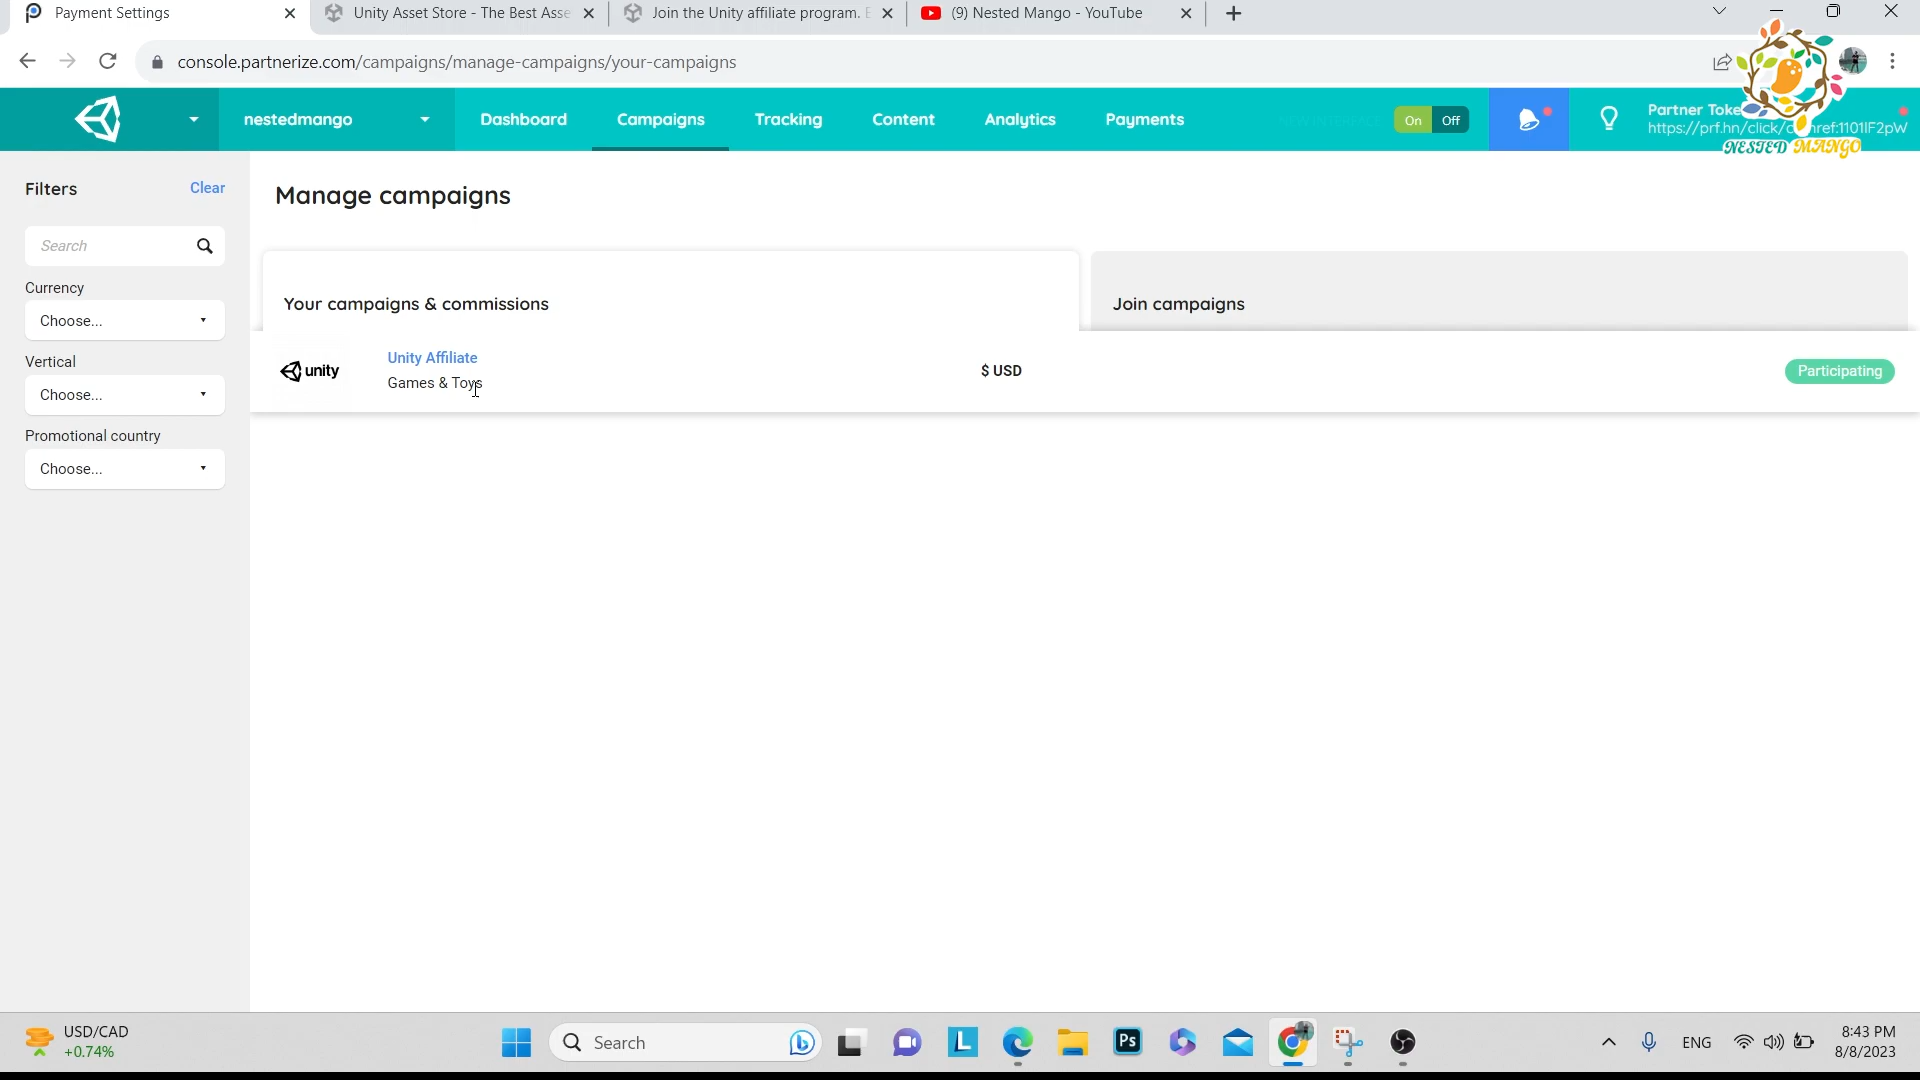 Payment Settings
Unity Asset Store - The Best Asse
Join the Unity affiliate program. E
(9) Nested Mango - YouTube
console.partnerize.com/campaigns/manage-campaigns/your-campaigns
nestedmango
Dashboard
Campaigns
Tracking
Content
Analytics
Payments
On
Off
Partner Toke
https://prf.hn/click/c
ref:1101IF2pW
NESTED MANGO
Filters
Clear
Manage campaigns
Search
Currency
Choose...
Vertical
Choose...
Promotional country
Choose...
Your campaigns & commissions
Join campaigns
unity
Unity Affiliate
Games & Toys
$ USD
Participating
USD/CAD
+0.74%
Search
L
Ps
ENG
8:43 PM
8/8/2023